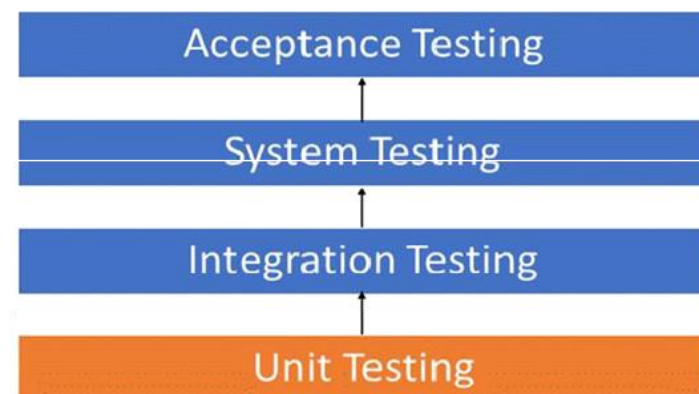 Acceptance Testing
System Testing
Integration Testing
Unit Testing